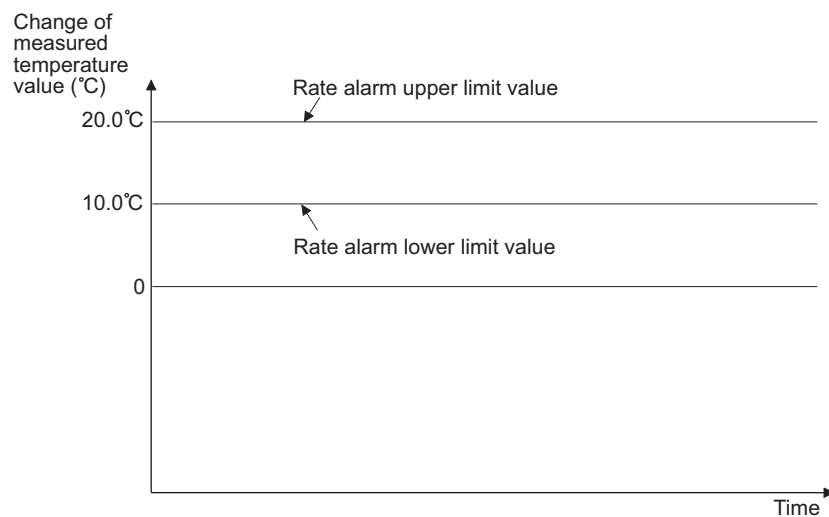 Change of
measured
temperature
value (℃)
Rate alarm upper limit value
20.0℃
10.0℃
Rate alarm lower limit value
0
Time